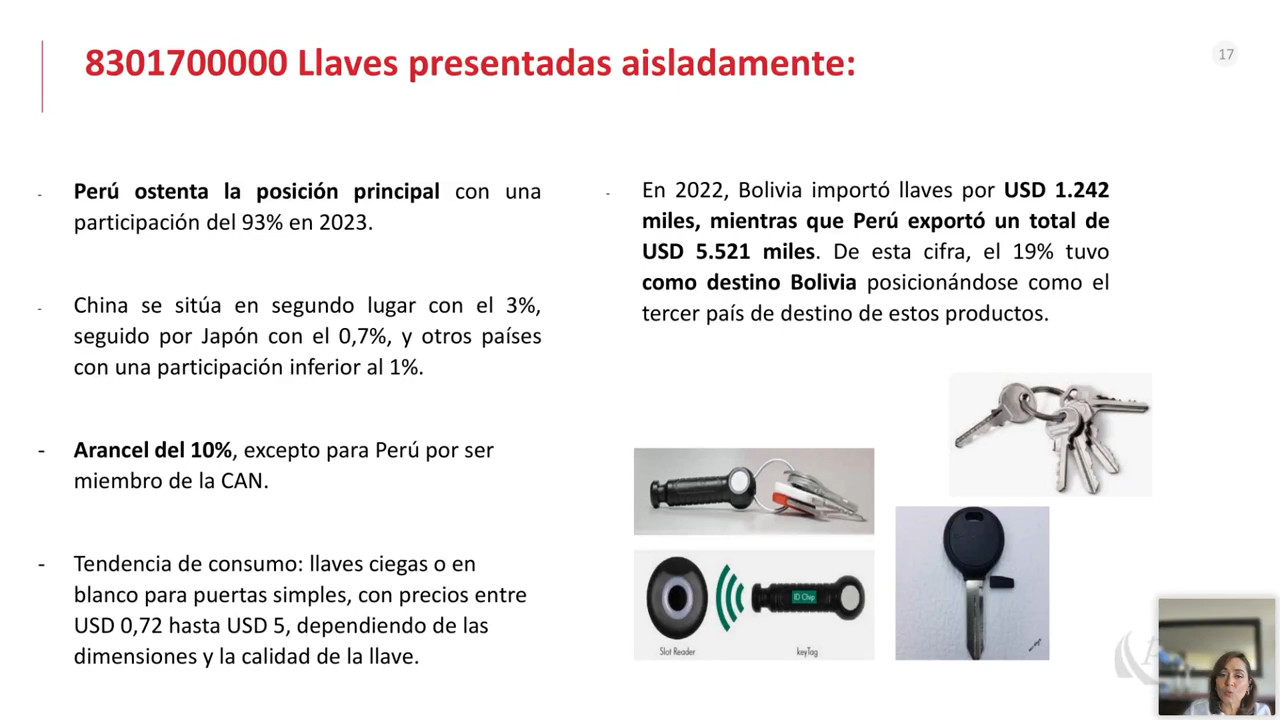 8301700000 Llaves presentadas aisladamente:
17
- Perú ostenta la posición principal con una
participación del 93% en 2023.
- China se sitúa en segundo lugar con el 3%,
seguido por Japón con el 0,7%, y otros países
con una participación inferior al 1%.
- Arancel del 10%, excepto para Perú por ser
miembro de la CAN.
- Tendencia de consumo: llaves ciegas o en
blanco para puertas simples, con precios entre
USD 0,72 hasta USD 5, dependiendo de las
dimensiones y la calidad de la llave.
- En 2022, Bolivia importó llaves por USD 1.242
miles, mientras que Perú exportó un total de
USD 5.521 miles. De esta cifra, el 19% tuvo
como destino Bolivia posicionándose como el
tercer país de destino de estos productos.
ID Chip
Slot Reader
keyTag